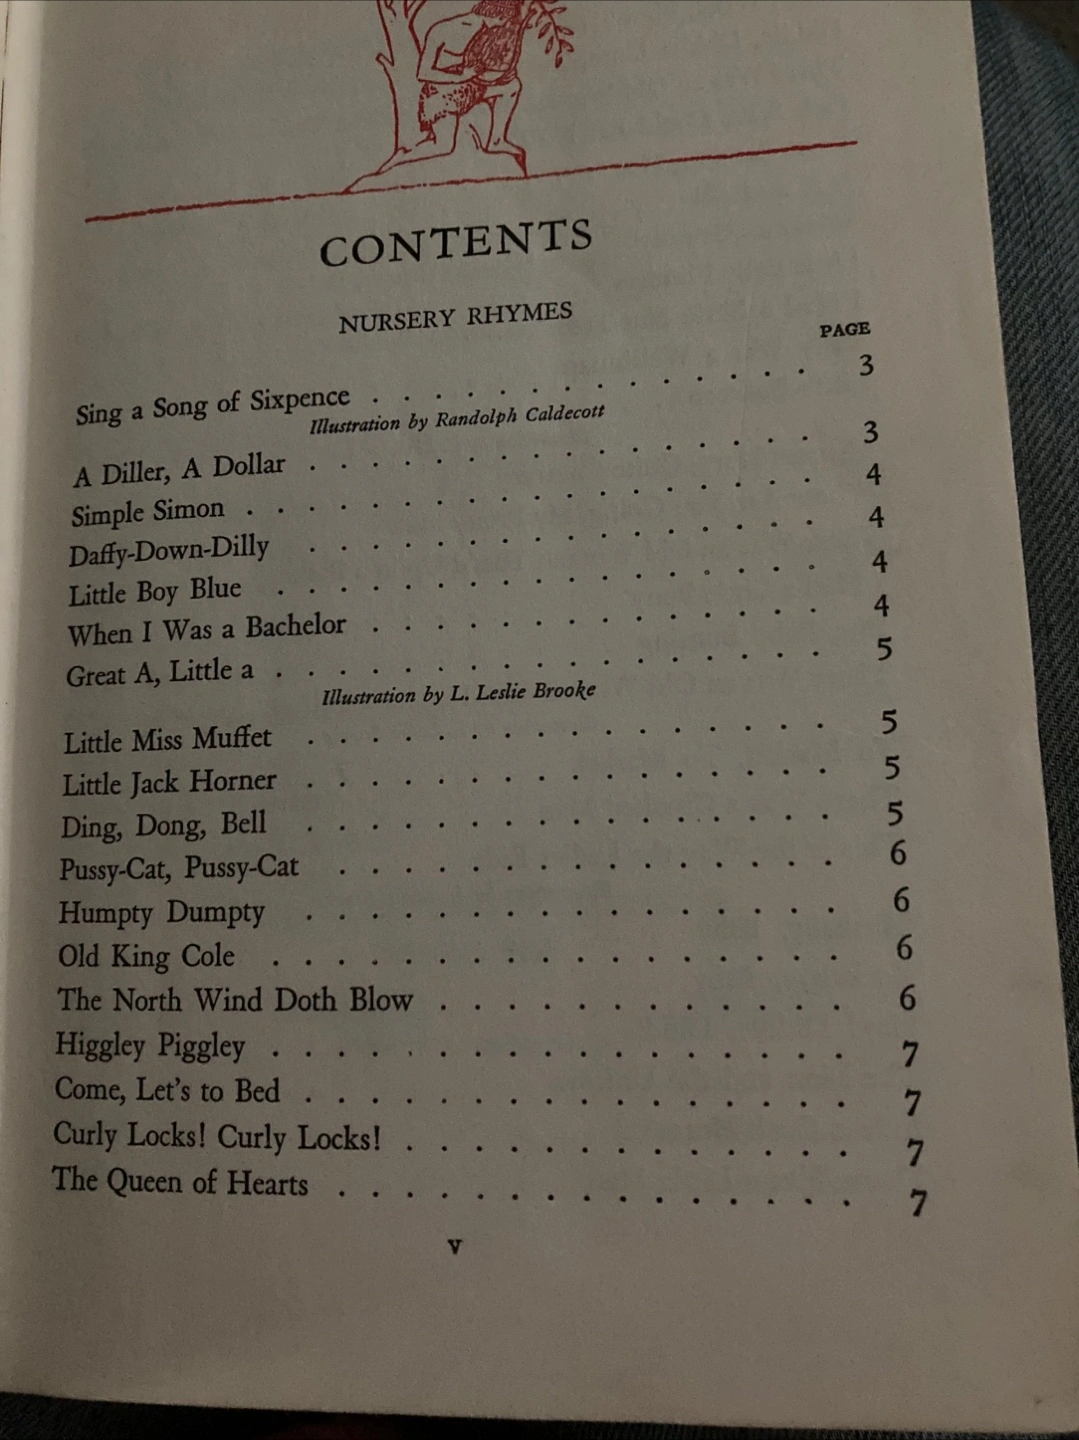 CONTENTS
NURSERY RHYMES
PAGE
Sing a Song of Sixpence . . . . . . . . . . . . . . 3
Illustration by Randolph Caldecott
A Diller, A Dollar . . . . . . . . . . . . . . . . 3
Simple Simon . . . . . . . . . . . . . . . . . . 4
Daffy-Down-Dilly . . . . . . . . . . . . . . . . 4
Little Boy Blue . . . . . . . . . . . . . . . . . 4
When I Was a Bachelor . . . . . . . . . . . . . . 4
Great A, Little a . . . . . . . . . . . . . . . . . 5
Illustration by L. Leslie Brooke
Little Miss Muffet . . . . . . . . . . . . . . . . 5
Little Jack Horner . . . . . . . . . . . . . . . . 5
Ding, Dong, Bell . . . . . . . . . . . . . . . . 5
Pussy-Cat, Pussy-Cat . . . . . . . . . . . . . . . 6
Humpty Dumpty . . . . . . . . . . . . . . . . 6
Old King Cole . . . . . . . . . . . . . . . . . 6
The North Wind Doth Blow . . . . . . . . . . . . 6
Higgley Piggley . . . . . . . . . . . . . . . . . 7
Come, Let's to Bed . . . . . . . . . . . . . . . . 7
Curly Locks! Curly Locks! . . . . . . . . . . . . . 7
The Queen of Hearts . . . . . . . . . . . . . . . 7
v